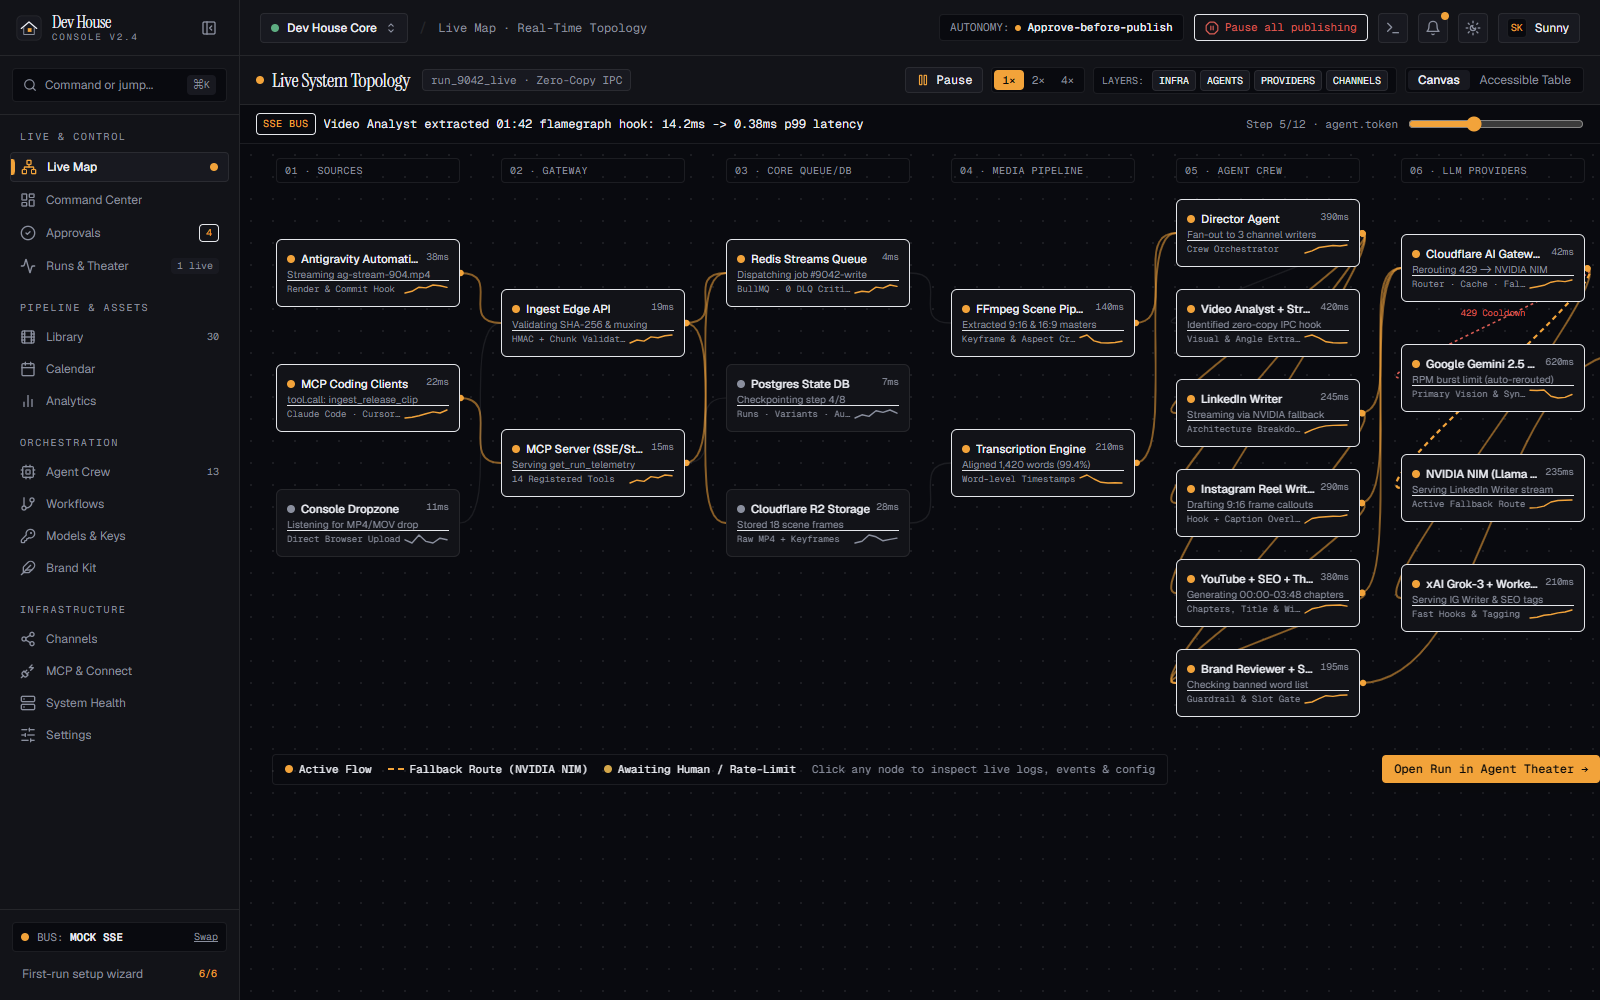 Dev House
CONSOLE V2.4
Command or jump...
⌘K
LIVE & CONTROL
Live Map
Command Center
Approvals
4
Runs & Theater
1 live
PIPELINE & ASSETS
Library
30
Calendar
Analytics
ORCHESTRATION
Agent Crew
13
Workflows
Models & Keys
Brand Kit
INFRASTRUCTURE
Channels
MCP & Connect
System Health
Settings
BUS: MOCK SSE
Swap
First-run setup wizard
6/6
Dev House Core
/
Live Map · Real-Time Topology
AUTONOMY: Approve-before-publish
Pause all publishing
SK
Sunny
Live System Topology
run_9042_live · Zero-Copy IPC
Pause
1×
2×
4×
LAYERS:
INFRA
AGENTS
PROVIDERS
CHANNELS
Canvas
Accessible Table
SSE BUS
Video Analyst extracted 01:42 flamegraph hook: 14.2ms -> 0.38ms p99 latency
Step 5/12 · agent.token
01 · SOURCES
Antigravity Automati...
38ms
Streaming ag-stream-904.mp4
Render & Commit Hook
MCP Coding Clients
22ms
tool.call: ingest_release_clip
Claude Code · Cursor...
Console Dropzone
11ms
Listening for MP4/MOV drop
Direct Browser Upload
02 · GATEWAY
Ingest Edge API
19ms
Validating SHA-256 & muxing
HMAC + Chunk Validat...
MCP Server (SSE/St...
15ms
Serving get_run_telemetry
14 Registered Tools
03 · CORE QUEUE/DB
Redis Streams Queue
4ms
Dispatching job #9042-write
BullMQ · 0 DLQ Criti...
Postgres State DB
7ms
Checkpointing step 4/8
Runs · Variants · Au...
Cloudflare R2 Storage
28ms
Stored 18 scene frames
Raw MP4 + Keyframes
04 · MEDIA PIPELINE
FFmpeg Scene Pip...
140ms
Extracted 9:16 & 16:9 masters
Keyframe & Aspect Cr...
Transcription Engine
210ms
Aligned 1,420 words (99.4%)
Word-level Timestamps
05 · AGENT CREW
Director Agent
390ms
Fan-out to 3 channel writers
Crew Orchestrator
Video Analyst + Str...
420ms
Identified zero-copy IPC hook
Visual & Angle Extra...
LinkedIn Writer
245ms
Streaming via NVIDIA fallback
Architecture Breakdo...
Instagram Reel Writ...
290ms
Drafting 9:16 frame callouts
Hook + Caption Overl...
YouTube + SEO + Th...
380ms
Generating 00:00-03:48 chapters
Chapters, Title & Wi...
Brand Reviewer + S...
195ms
Checking banned word list
Guardrail & Slot Gate
06 · LLM PROVIDERS
Cloudflare AI Gatew...
42ms
Rerouting 429 -> NVIDIA NIM
Router · Cache · Fal...
429 Cooldown
Google Gemini 2.5 ...
620ms
RPM burst limit (auto-rerouted)
Primary Vision & Syn...
NVIDIA NIM (Llama ...
235ms
Serving LinkedIn Writer stream
Active Fallback Route
xAI Grok-3 + Worke...
210ms
Serving IG Writer & SEO tags
Fast Hooks & Tagging
Active Flow
Fallback Route (NVIDIA NIM)
Awaiting Human / Rate-Limit
Click any node to inspect live logs, events & config
Open Run in Agent Theater →